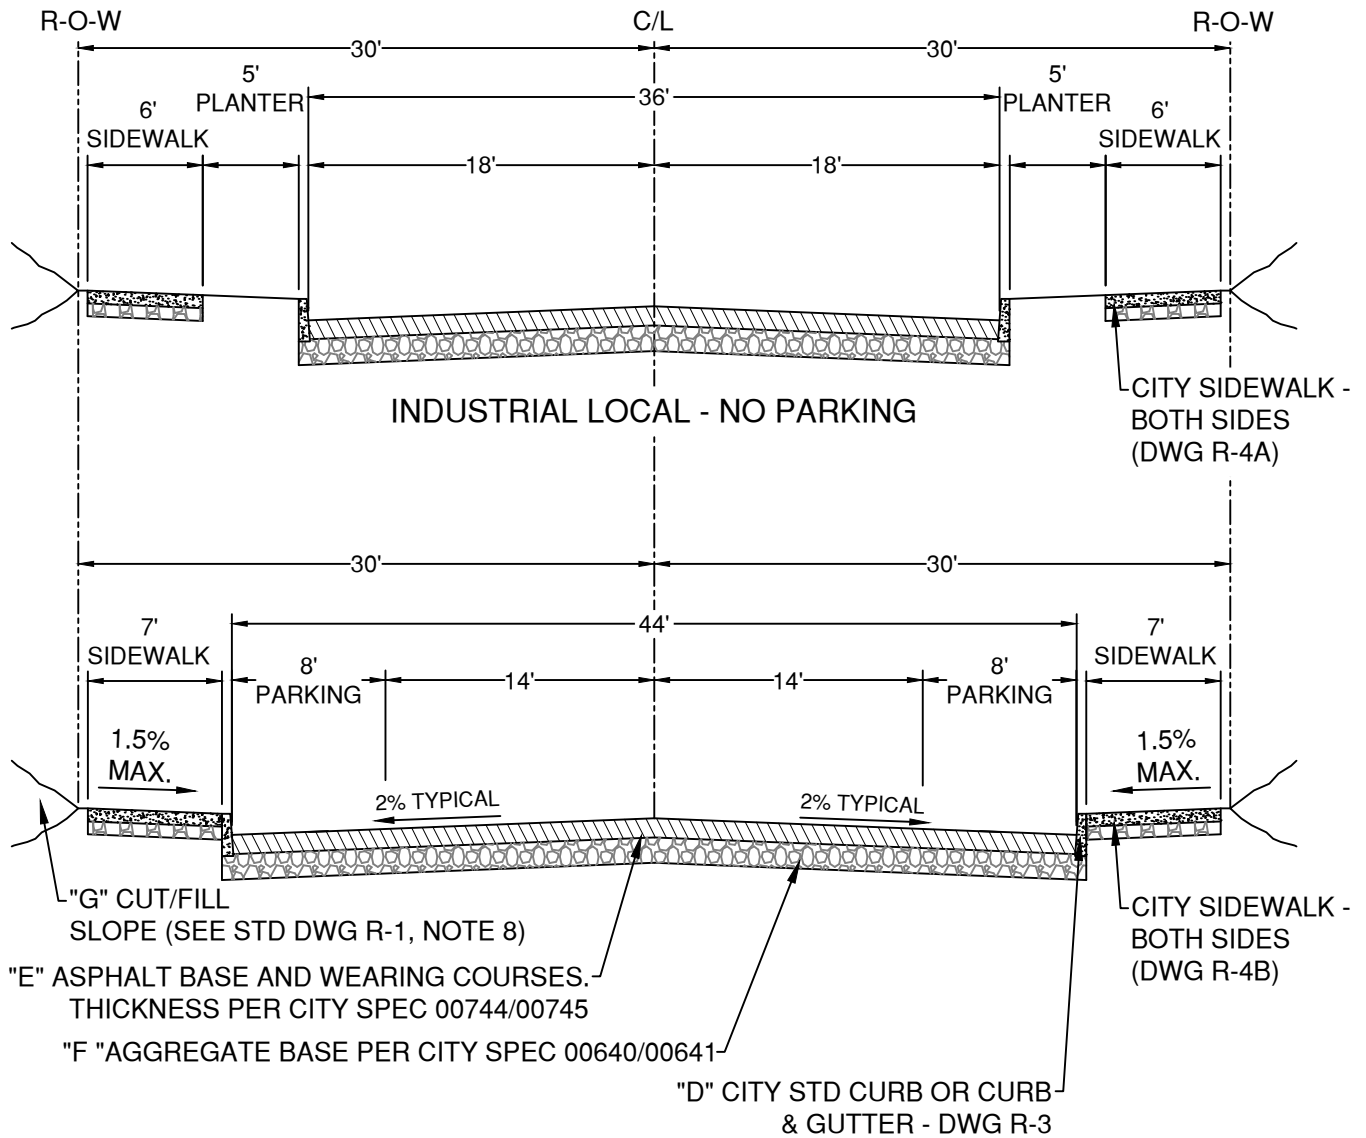 R-O-W C/L R-O-W
30' 30'
5' 5'
PLANTER 36' PLANTER
6' 6'
SIDEWALK SIDEWALK
18' 18'
CITY SIDEWALK -
BOTH SIDES
(DWG R-4A)
INDUSTRIAL LOCAL - NO PARKING
30' 30'
44'
7' 7'
SIDEWALK SIDEWALK
8' 8'
PARKING 14' 14' PARKING
1.5% 1.5%
MAX. MAX.
2% TYPICAL 2% TYPICAL
"G" CUT/FILL
SLOPE (SEE STD DWG R-1, NOTE 8)
CITY SIDEWALK -
BOTH SIDES
(DWG R-4B)
"E" ASPHALT BASE AND WEARING COURSES.
THICKNESS PER CITY SPEC 00744/00745
"F "AGGREGATE BASE PER CITY SPEC 00640/00641
"D" CITY STD CURB OR CURB
& GUTTER - DWG R-3